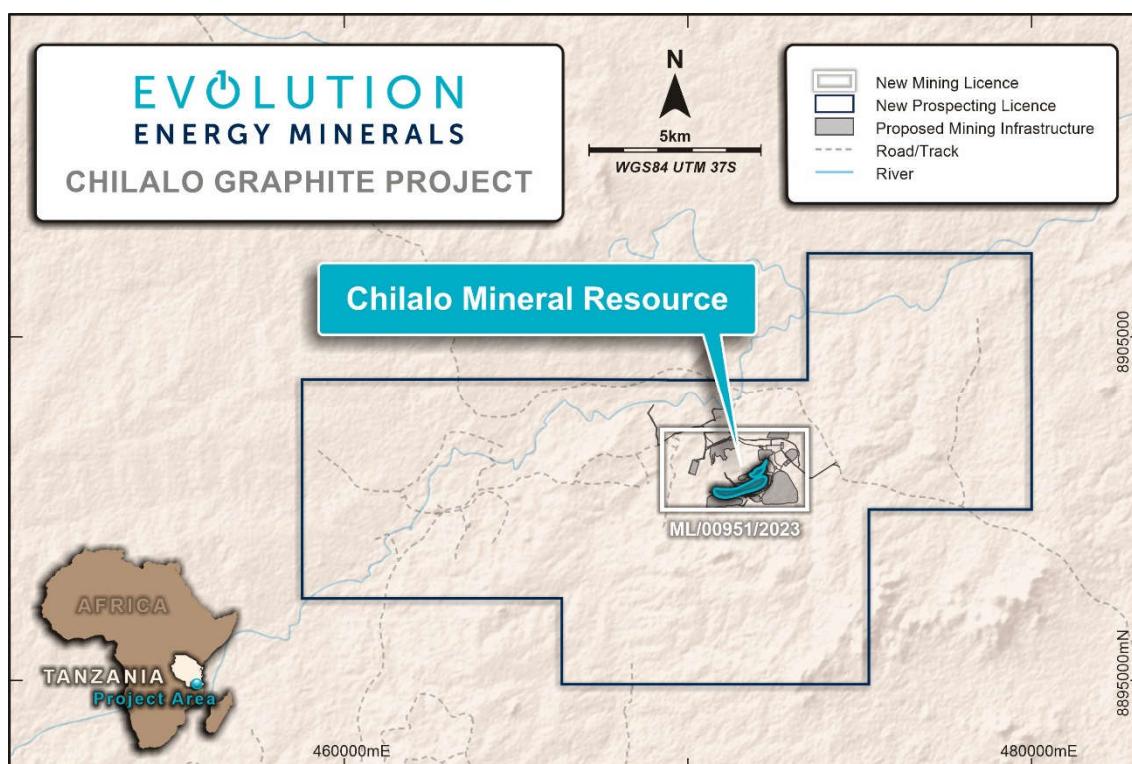 EVOLUTION
ENERGY MINERALS
CHILALO GRAPHITE PROJECT
N
5km
WGS84 UTM 37S
New Mining Licence
New Prospecting Licence
Proposed Mining Infrastructure
Road/Track
River
Chilalo Mineral Resource
8905000
ML/00951/2023
AFRICA
TANZANIA
Project Area
8895000mN
460000mE
480000mE